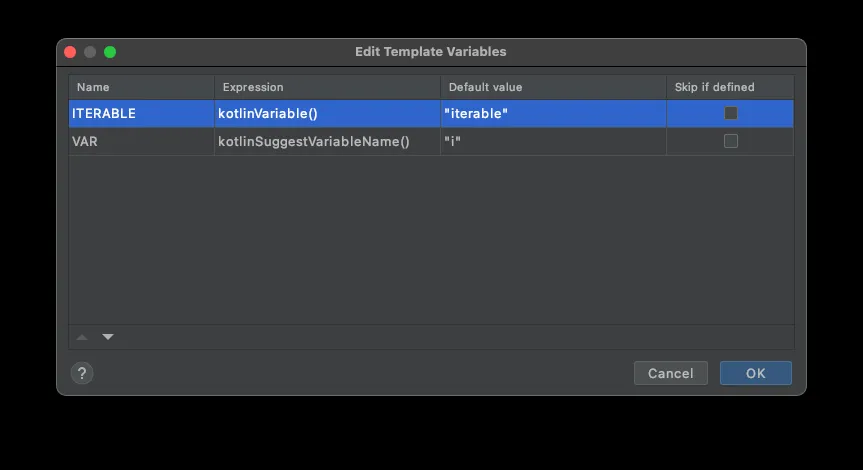 Edit Template Variables
Name Expression Default value Skip if defined
ITERABLE kotlinVariable() "iterable"
VAR kotlinSuggestVariableName() "i"
? Cancel OK